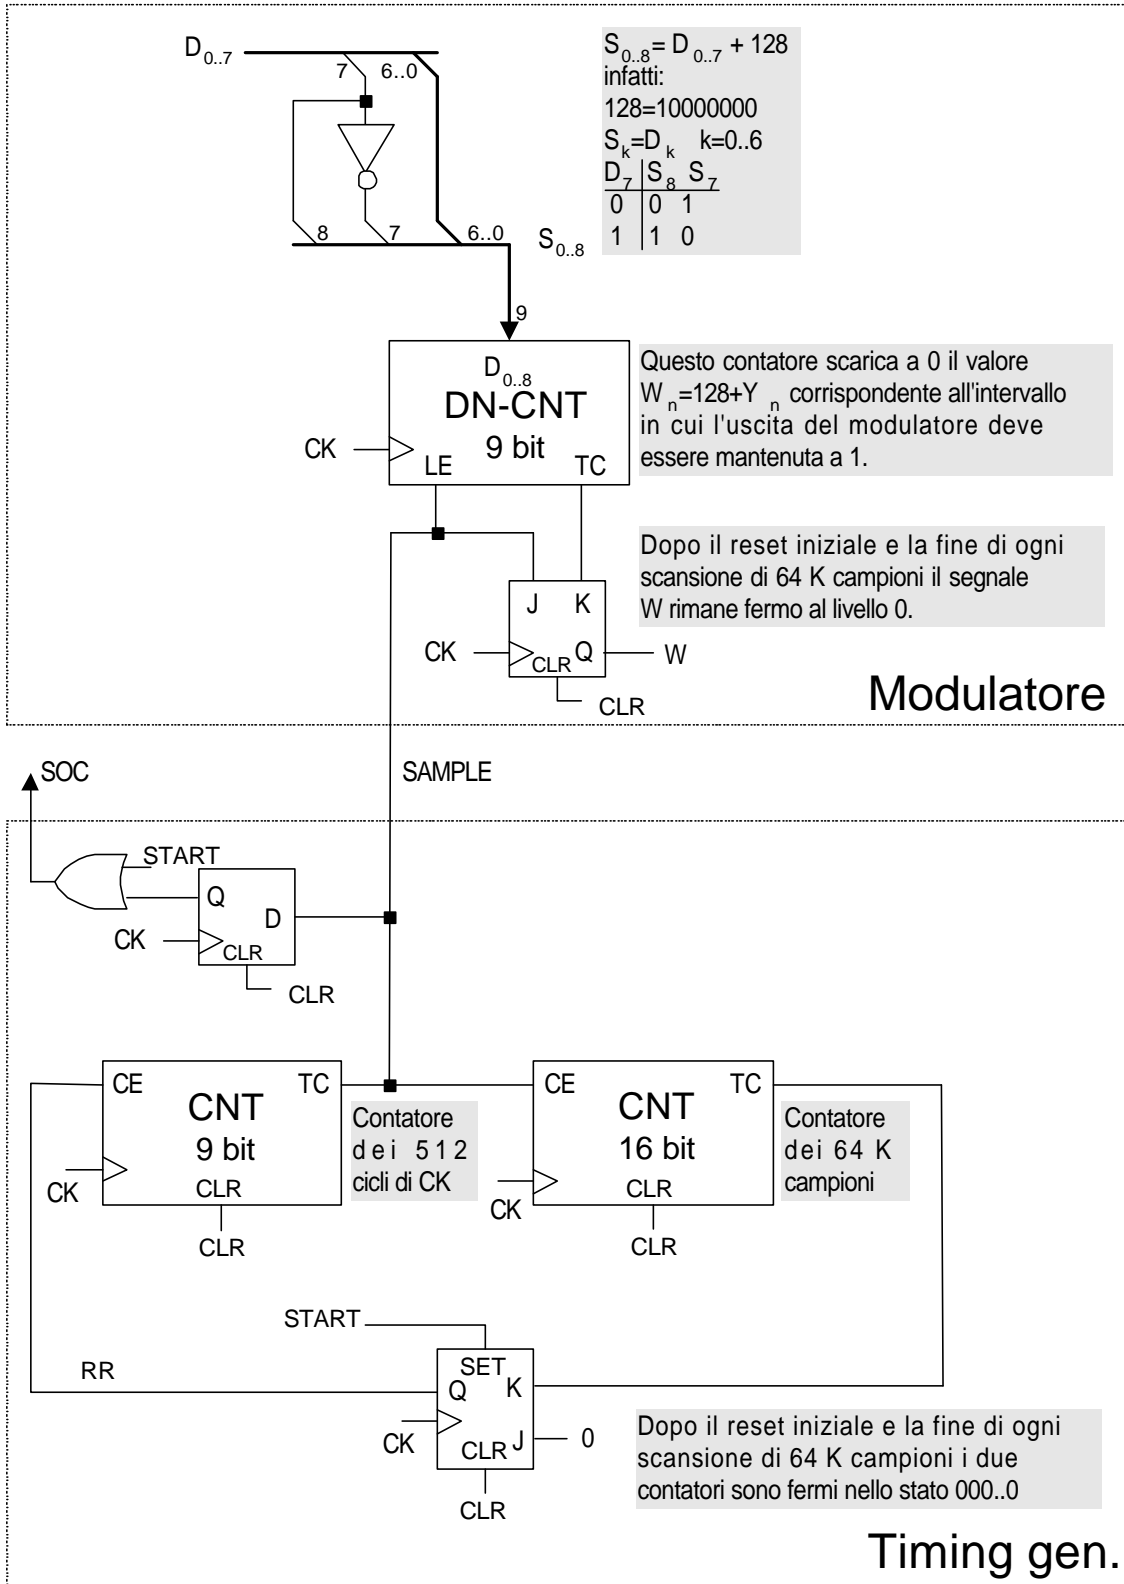 D0..7
7 6..0
8 7 6..0
S0..8
S0..8= D0..7 + 128
infatti:
128=10000000
Sk=Dk k=0..6
D7 S8 S7
0 0 1
1 1 0
9
D0..8
DN-CNT
9 bit
CK
LE TC
Questo contatore scarica a 0 il valore
Wn=128+Yn corrispondente all'intervallo
in cui l'uscita del modulatore deve
essere mantenuta a 1.
Dopo il reset iniziale e la fine di ogni
scansione di 64 K campioni il segnale
W rimane fermo al livello 0.
J K
CK
CLR Q
W
CLR
Modulatore
SOC
SAMPLE
START
Q
D
CK
CLR
CLR
CE TC
CNT
9 bit
CK
CLR
CLR
Contatore
dei 512
cicli di CK
CE TC
CNT
16 bit
CK
CLR
CLR
Contatore
dei 64 K
campioni
START
RR
SET
Q K
CK
CLR J
0
CLR
Dopo il reset iniziale e la fine di ogni
scansione di 64 K campioni i due
contatori sono fermi nello stato 000..0
Timing gen.